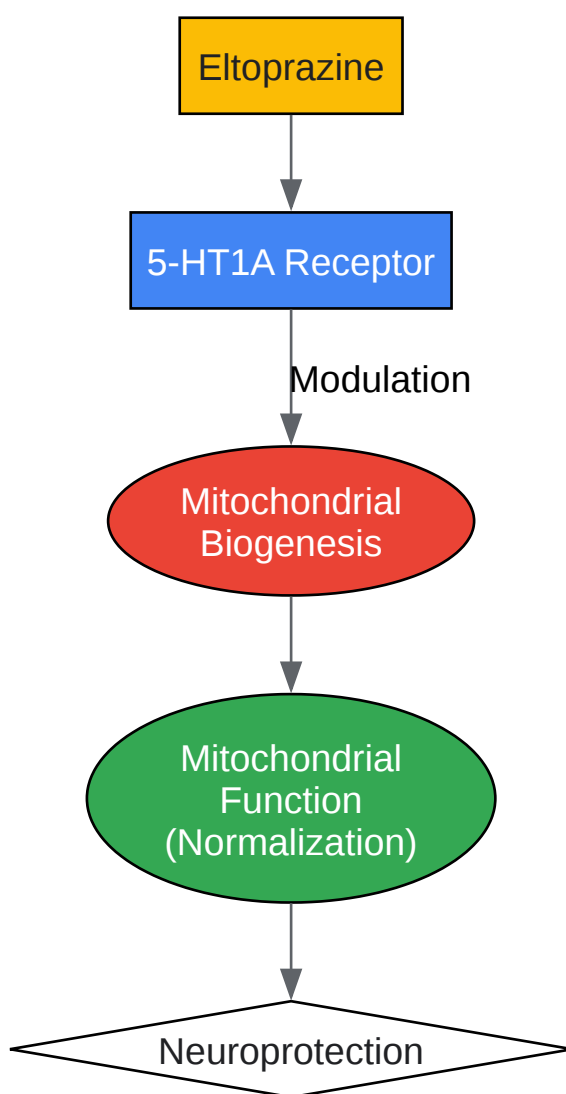 Eltoprazine
5-HT1A Receptor
Modulation
Mitochondrial
Biogenesis
Mitochondrial
Function
(Normalization)
Neuroprotection